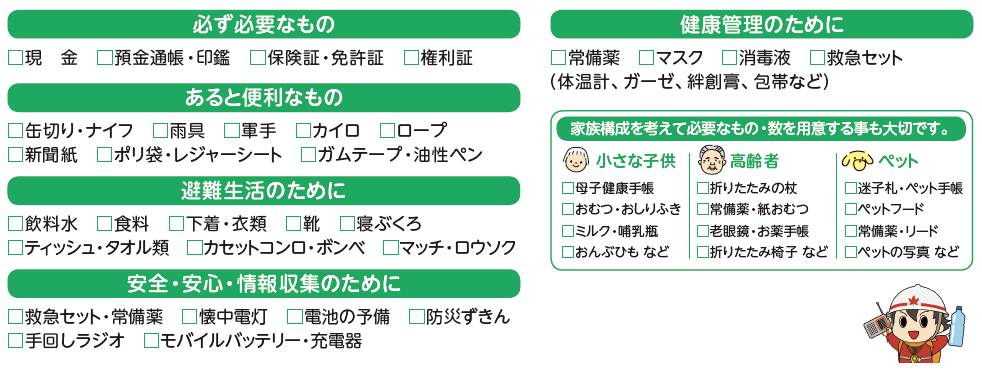 必ず必要なもの
□現　金　□預金通帳・印鑑　□保険証・免許証　□権利証
あると便利なもの
□缶切り・ナイフ　□雨具　□軍手　□カイロ　□ロープ
□新聞紙　□ポリ袋・レジャーシート　□ガムテープ・油性ペン
避難生活のために
□飲料水　□食料　□下着・衣類　□靴　□寝ぶくろ
□ティッシュ・タオル類　□カセットコンロ・ボンベ　□マッチ・ロウソク
安全・安心・情報収集のために
□救急セット・常備薬　□懐中電灯　□電池の予備　□防災ずきん
□手回しラジオ　□モバイルバッテリー・充電器
健康管理のために
□常備薬　□マスク　□消毒液　□救急セット
(体温計、ガーゼ、絆創膏、包帯など)
家族構成を考えて必要なもの・数を用意する事も大切です。
小さな子供
□母子健康手帳
□おむつ・おしりふき
□ミルク・哺乳瓶
□おんぶひも など
高齢者
□折りたたみの杖
□常備薬・紙おむつ
□老眼鏡・お薬手帳
□折りたたみ椅子 など
ペット
□迷子札・ペット手帳
□ペットフード
□常備薬・リード
□ペットの写真 など